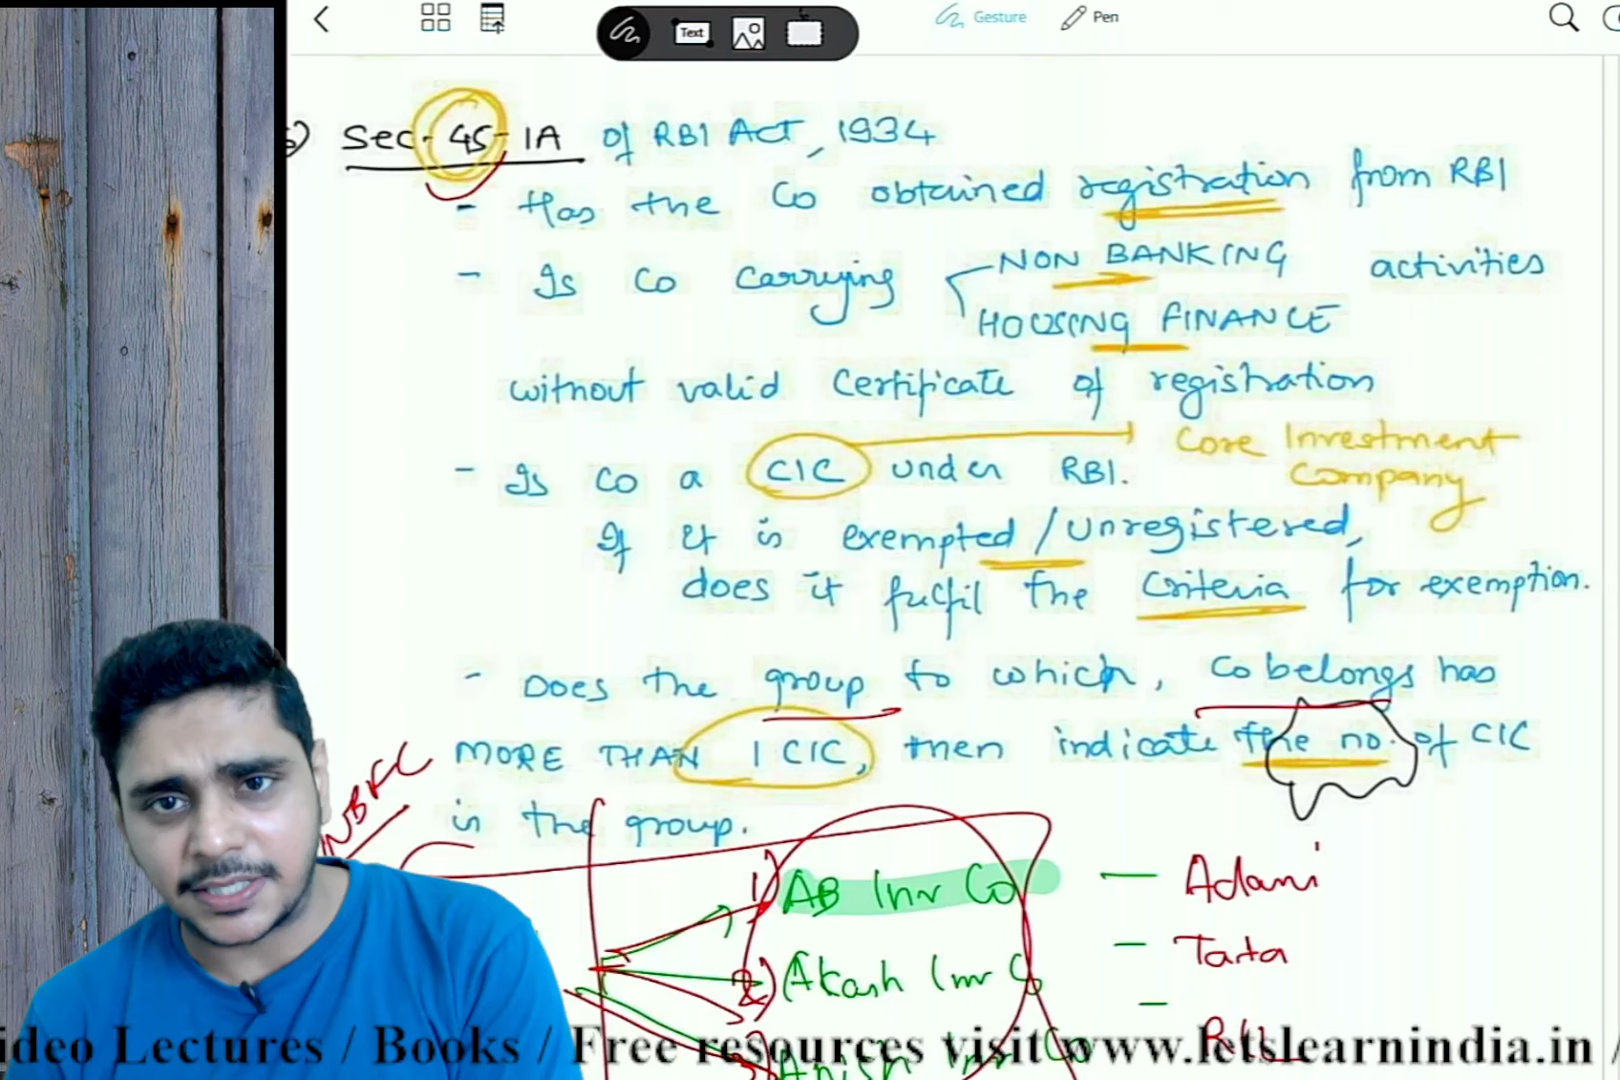 Text
Gesture
Pen
Sec-45-IA of RBI Act, 1934
- Has the Co obtained registration from RBI
- Is Co carrying NON BANKING activities
HOUSING FINANCE
without valid Certificate of registration
Core Investment
- Is Co a CIC under RBI. Company
If it is exempted / Unregistered,
does it fulfil the criteria for exemption.
- Does the group to which, Co belongs has
MORE THAN 1 CIC, then indicate the no. of CIC
in the group.
NBFC
1) AB Inv Co - Adani
2) Akash Inv Co - Tata
-
ideo Lectures / Books / Free resources visit www.letslearnindia.in /